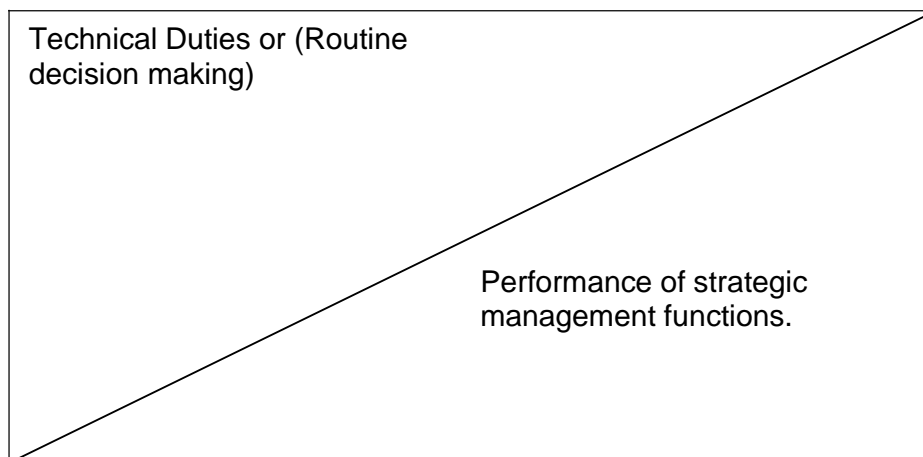 Technical Duties or (Routine
decision making)
Performance of strategic
management functions.